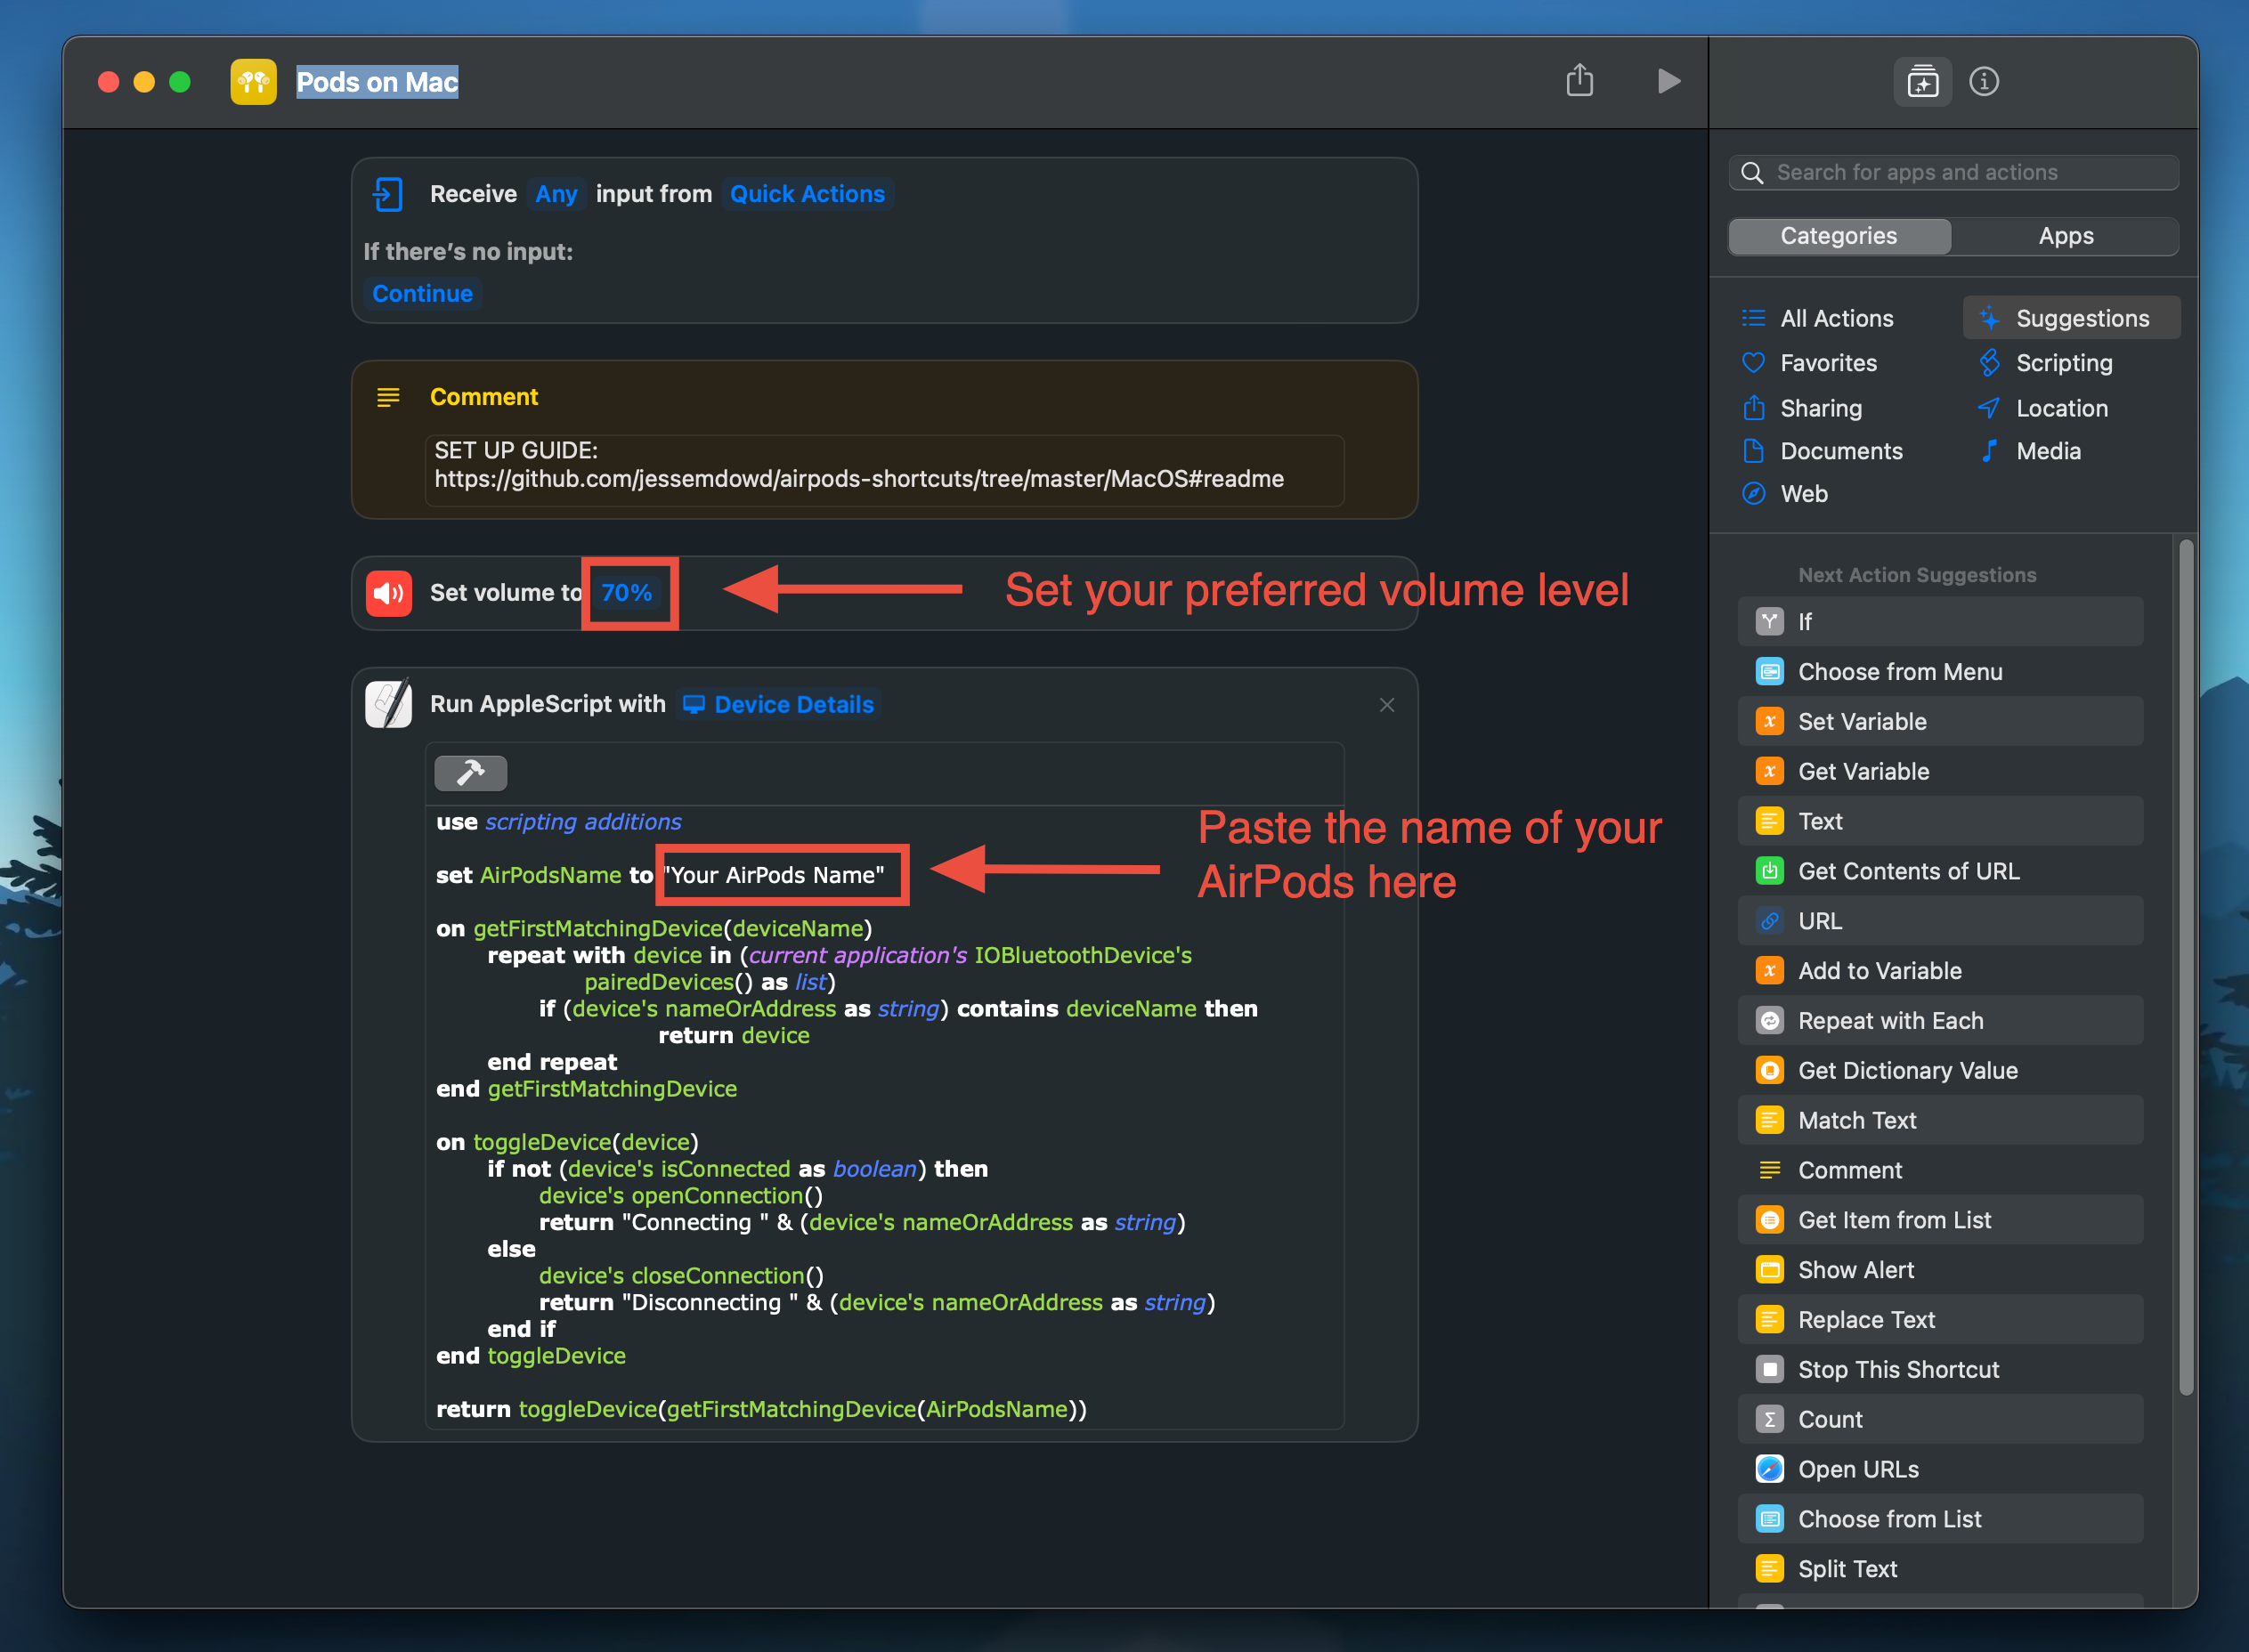 Pods on Mac
Receive Any input from Quick Actions
If there’s no input:
Continue
Comment
SET UP GUIDE:
https://github.com/jessemdowd/airpods-shortcuts/tree/master/MacOS#readme
Set volume to 70%
Set your preferred volume level
Run AppleScript with Device Details
use scripting additions
set AirPodsName to "Your AirPods Name"
Paste the name of your
AirPods here
on getFirstMatchingDevice(deviceName)
repeat with device in (current application's IOBluetoothDevice's
pairedDevices() as list)
if (device's nameOrAddress as string) contains deviceName then
return device
end repeat
end getFirstMatchingDevice
on toggleDevice(device)
if not (device's isConnected as boolean) then
device's openConnection()
return "Connecting " & (device's nameOrAddress as string)
else
device's closeConnection()
return "Disconnecting " & (device's nameOrAddress as string)
end if
end toggleDevice
return toggleDevice(getFirstMatchingDevice(AirPodsName))
Search for apps and actions
Categories
Apps
All Actions
Suggestions
Favorites
Scripting
Sharing
Location
Documents
Media
Web
Next Action Suggestions
If
Choose from Menu
Set Variable
Get Variable
Text
Get Contents of URL
URL
Add to Variable
Repeat with Each
Get Dictionary Value
Match Text
Comment
Get Item from List
Show Alert
Replace Text
Stop This Shortcut
Count
Open URLs
Choose from List
Split Text